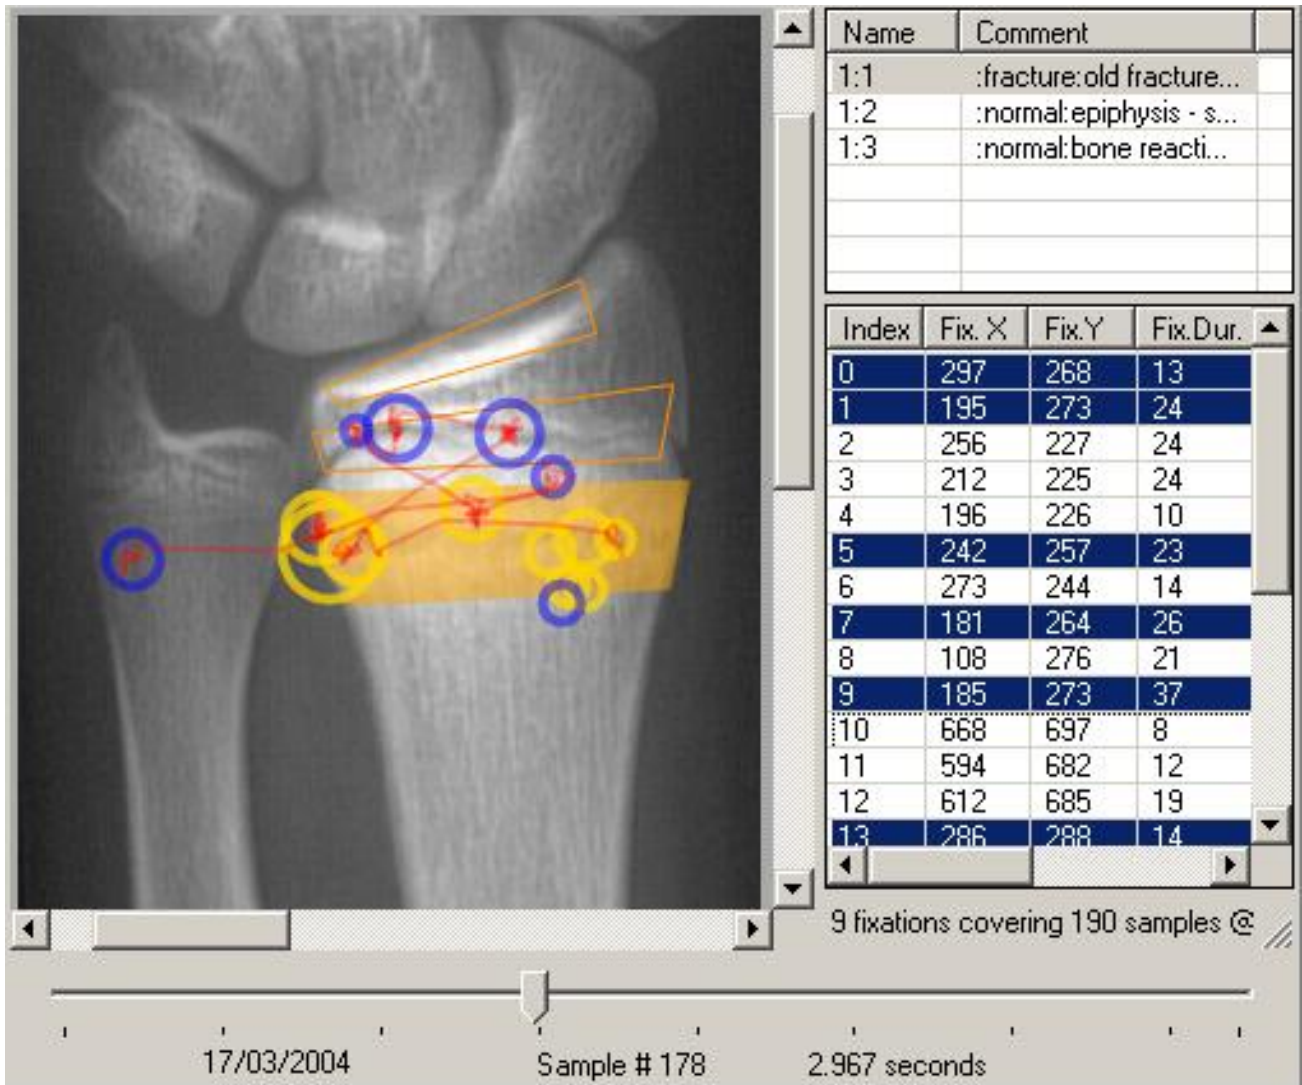 Name Comment
1:1 :fracture:old fracture...
1:2 :normal:epiphysis - s...
1:3 :normal:bone reacti...
Index Fix. X Fix.Y Fix.Dur.
0 297 268 13
1 195 273 24
2 256 227 24
3 212 225 24
4 196 226 10
5 242 257 23
6 273 244 14
7 181 264 26
8 108 276 21
9 185 273 37
10 668 697 8
11 594 682 12
12 612 685 19
13 286 288 14
9 fixations covering 190 samples @
17/03/2004 Sample # 178 2.967 seconds